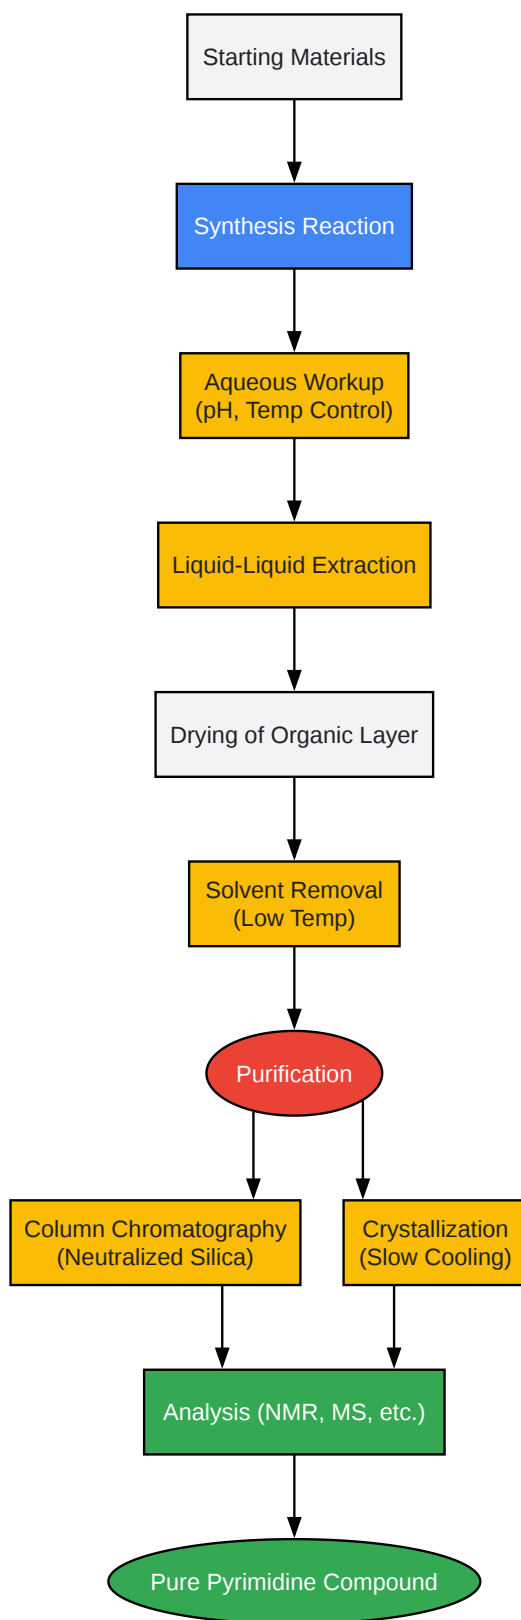 Starting Materials
Synthesis Reaction
Aqueous Workup
(pH, Temp Control)
Liquid-Liquid Extraction
Drying of Organic Layer
Solvent Removal
(Low Temp)
Purification
Column Chromatography
(Neutralized Silica)
Crystallization
(Slow Cooling)
Analysis (NMR, MS, etc.)
Pure Pyrimidine Compound